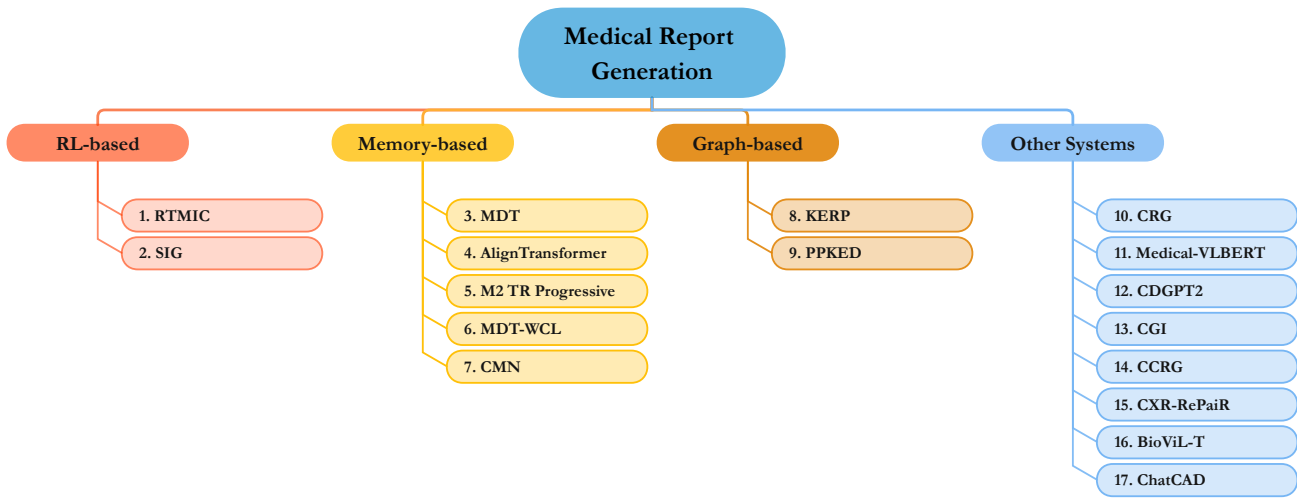 Medical Report
Generation
RL-based
Memory-based
Graph-based
Other Systems
1. RTMIC
2. SIG
3. MDT
4. AlignTransformer
5. M2 TR Progressive
6. MDT-WCL
7. CMN
8. KERP
9. PPKED
10. CRG
11. Medical-VLBERT
12. CDGPT2
13. CGI
14. CCRG
15. CXR-RePaiR
16. BioViL-T
17. ChatCAD